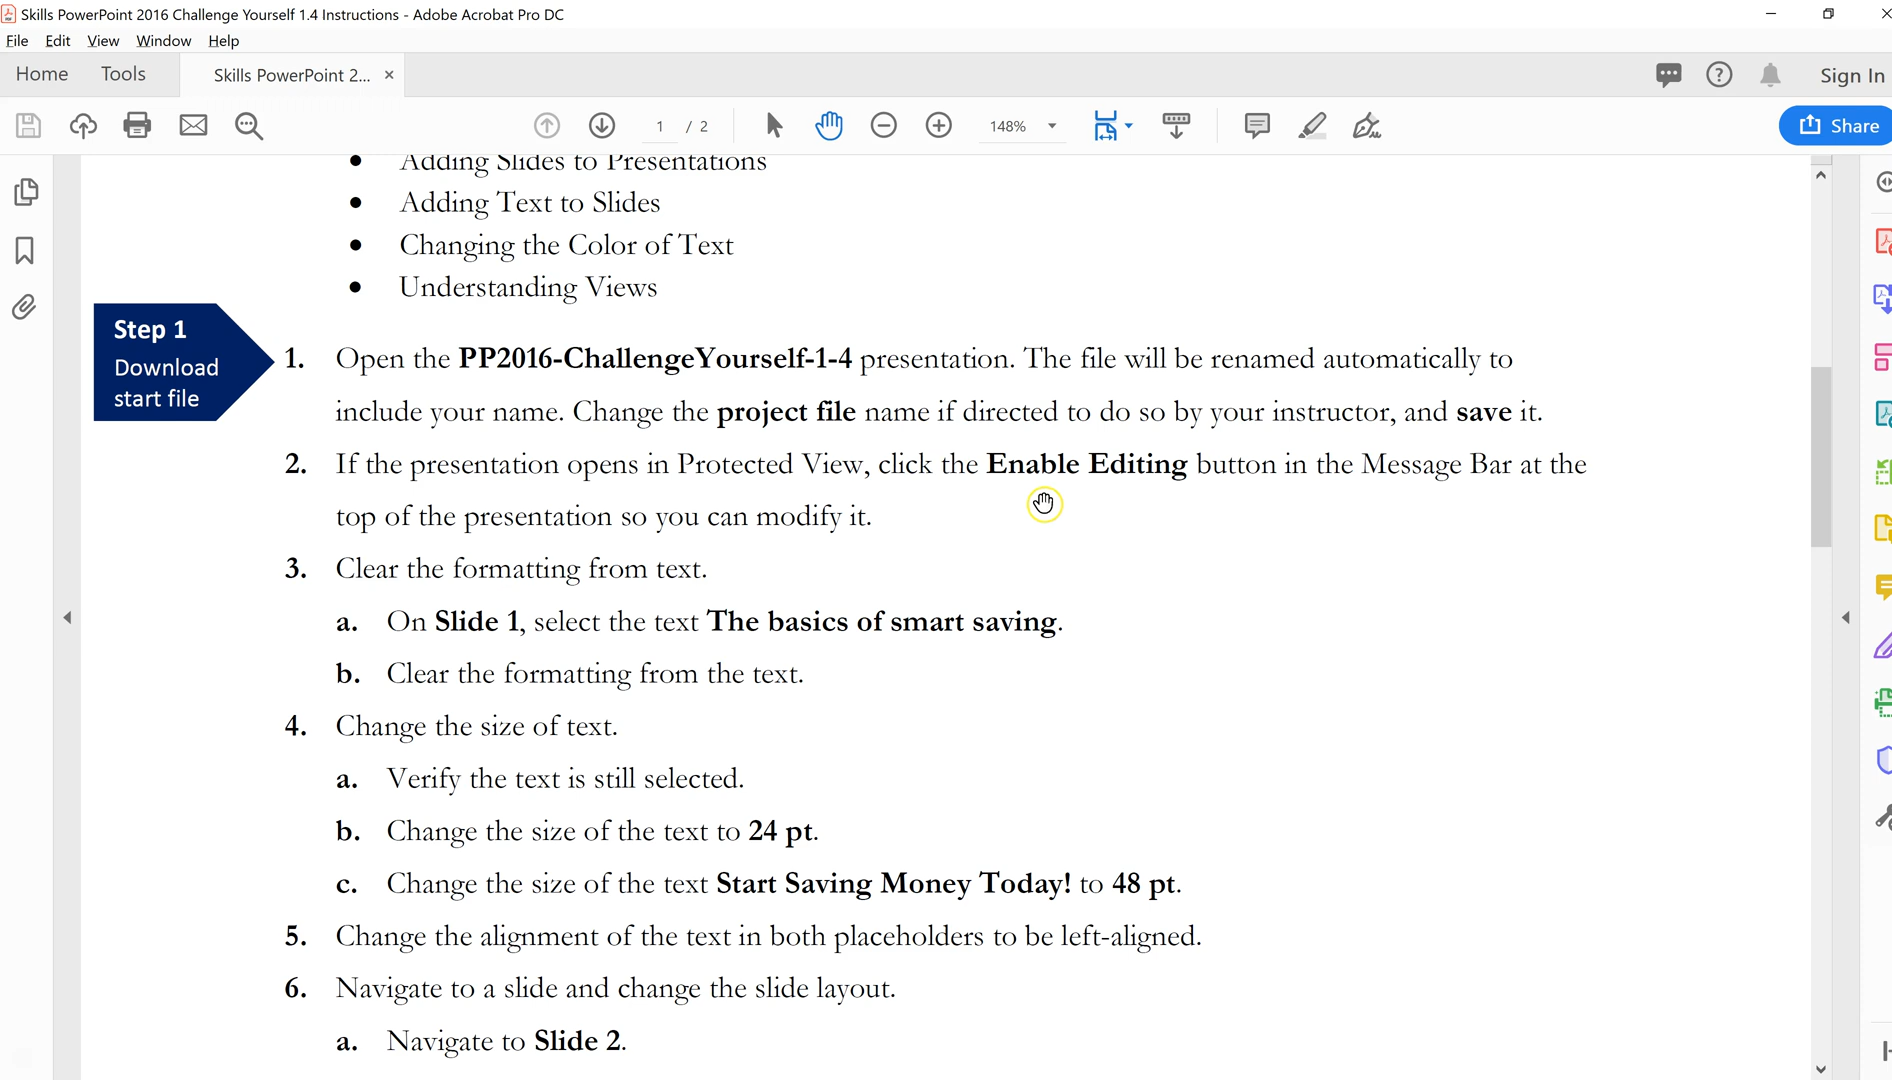 Skills PowerPoint 2016 Challenge Yourself 1.4 Instructions - Adobe Acrobat Pro DC
File Edit View Window Help
Home Tools Skills PowerPoint 2... × Sign In
1 / 2 148% Share
• Adding Slides to Presentations
• Adding Text to Slides
• Changing the Color of Text
• Understanding Views
Step 1
Download
start file
1. Open the PP2016-ChallengeYourself-1-4 presentation. The file will be renamed automatically to
include your name. Change the project file name if directed to do so by your instructor, and save it.
2. If the presentation opens in Protected View, click the Enable Editing button in the Message Bar at the
top of the presentation so you can modify it.
3. Clear the formatting from text.
a. On Slide 1, select the text The basics of smart saving.
b. Clear the formatting from the text.
4. Change the size of text.
a. Verify the text is still selected.
b. Change the size of the text to 24 pt.
c. Change the size of the text Start Saving Money Today! to 48 pt.
5. Change the alignment of the text in both placeholders to be left-aligned.
6. Navigate to a slide and change the slide layout.
a. Navigate to Slide 2.